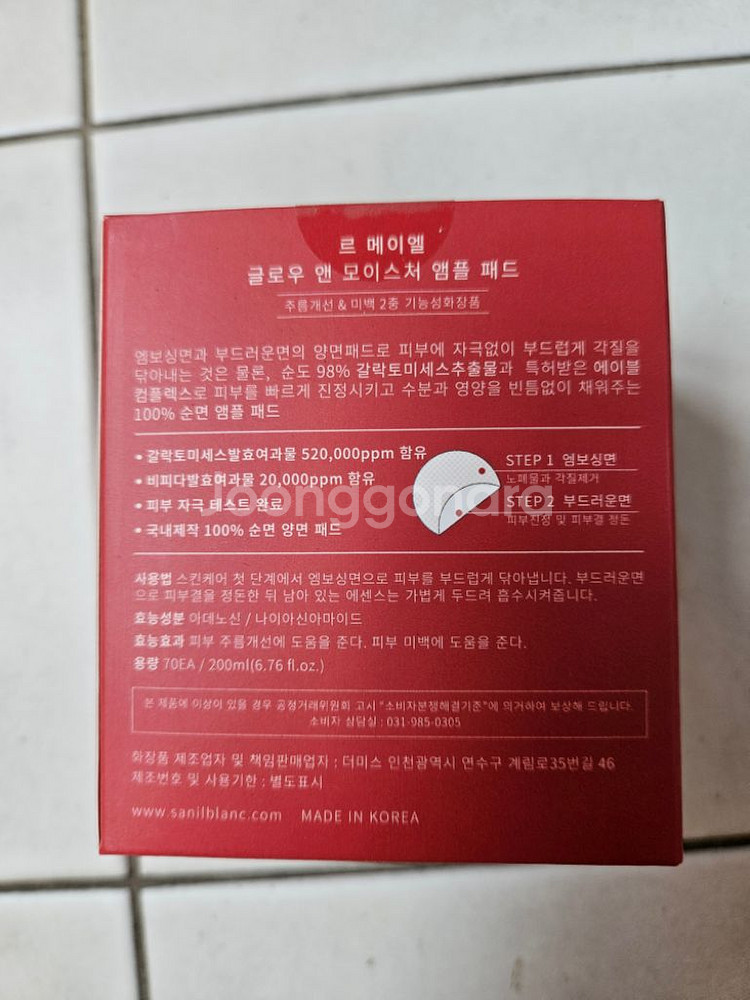 르 메이엘
글로우 앤 모이스처 앰플 패드
주름개선 & 미백 2중 기능성화장품
엠보싱면과 부드러운면의 양면패드로 피부에 자극없이 부드럽게 각질을
닦아내는 것은 물론, 순도 98% 갈락토미세스추출물과 특허받은 에이블
컴플렉스로 피부를 빠르게 진정시키고 수분과 영양을 빈틈없이 채워주는
100% 순면 앰플 패드
• 갈락토미세스발효여과물 520,000ppm 함유
• 비피다발효여과물 20,000ppm 함유
• 피부 자극 테스트 완료
• 국내제작 100% 순면 양면 패드
STEP 1 엠보싱면
노폐물과 각질제거
STEP 2 부드러운면
피부진정 및 피부결 정돈
Joonggonara
사용법 스킨케어 첫 단계에서 엠보싱면으로 피부를 부드럽게 닦아냅니다. 부드러운면
으로 피부결을 정돈한 뒤 남아 있는 에센스는 가볍게 두드려 흡수시켜줍니다.
효능성분 아데노신 / 나이아신아마이드
효능효과 피부 주름개선에 도움을 준다. 피부 미백에 도움을 준다.
용량 70EA / 200ml(6.76 fl.oz.)
본 제품에 이상이 있을 경우 공정거래위원회 고시 "소비자분쟁해결기준"에 의거하여 보상해 드립니다.
소비자 상담실 : 031-985-0305
화장품 제조업자 및 책임판매업자 : 더미스 인천광역시 연수구 계림로35번길 46
제조번호 및 사용기한 : 별도표시
www.sanilblanc.com MADE IN KOREA